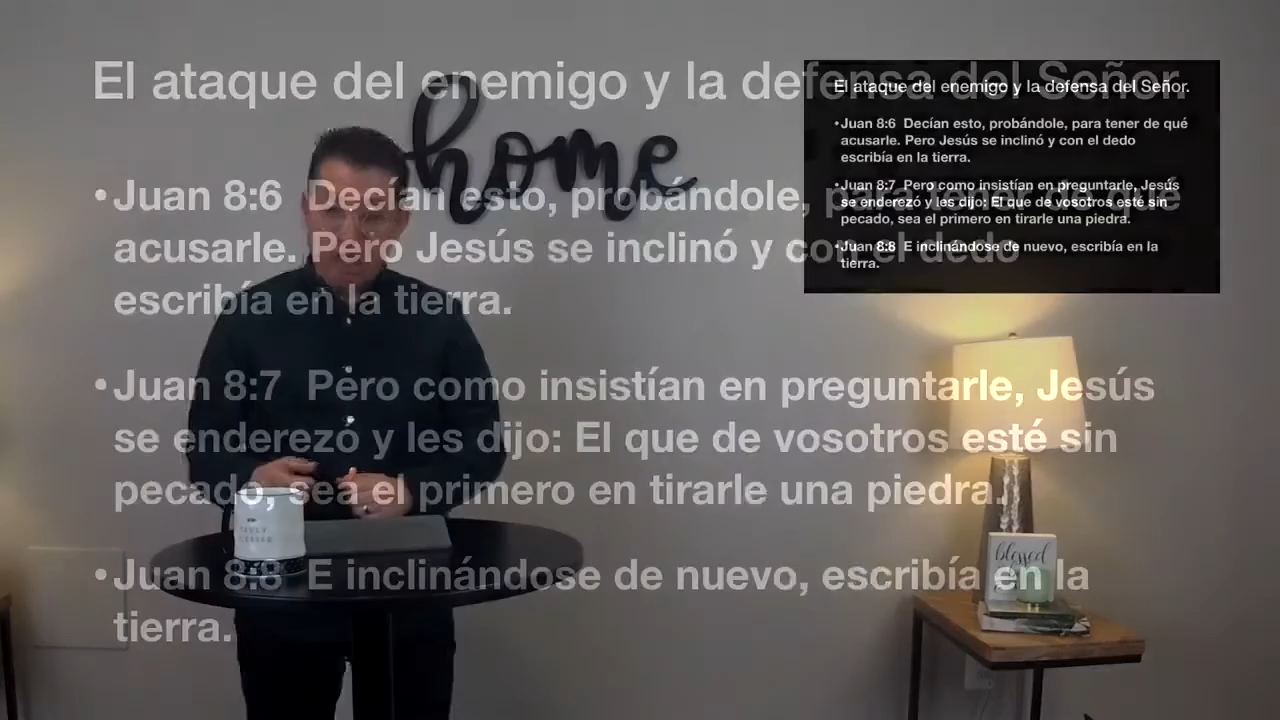 El ataque del enemigo y la defensa del Señor.
•Juan 8:6 Decían esto, probándole, para tener de qué
acusarle. Pero Jesús se inclinó y con el dedo
escribía en la tierra.
•Juan 8:7 Pero como insistían en preguntarle, Jesús
se enderezó y les dijo: El que de vosotros esté sin
pecado, sea el primero en tirarle una piedra.
•Juan 8:8 E inclinándose de nuevo, escribía en la
tierra.
El ataque del enemigo y la defensa del Señor.
•Juan 8:6 Decían esto, probándole, para tener de qué
acusarle. Pero Jesús se inclinó y con el dedo
escribía en la tierra.
•Juan 8:7 Pero como insistían en preguntarle, Jesús
se enderezó y les dijo: El que de vosotros esté sin
pecado, sea el primero en tirarle una piedra.
•Juan 8:8 E inclinándose de nuevo, escribía en la
tierra.
home
blessed